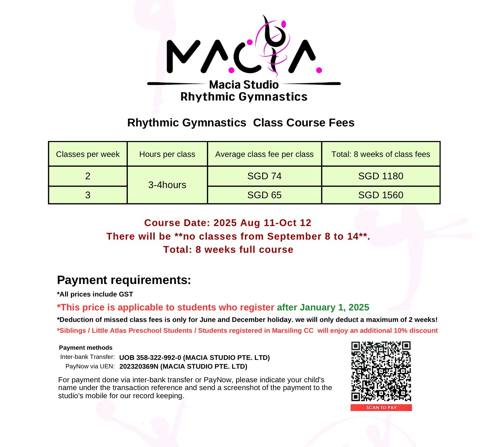 MACIA.
Macia Studio
Rhythmic Gymnastics
Rhythmic Gymnastics  Class Course Fees
Classes per week Hours per class Average class fee per class Total: 8 weeks of class fees
2 3-4hours SGD 74 SGD 1180
3 SGD 65 SGD 1560
Course Date: 2025 Aug 11-Oct 12
There will be **no classes from September 8 to 14**.
Total: 8 weeks full course
Payment requirements:
*All prices include GST
*This price is applicable to students who register after January 1, 2025
*Deduction of missed class fees is only for June and December holiday. we will only deduct a maximum of 2 weeks!
*Siblings / Little Atlas Preschool Students / Students registered in Marsiling CC  will enjoy an additional 10% discount
Payment methods
Inter-bank Transfer: UOB 358-322-992-0 (MACIA STUDIO PTE. LTD)
PayNow via UEN: 202320369N (MACIA STUDIO PTE. LTD)
For payment done via inter-bank transfer or PayNow, please indicate your child's
name under the transaction reference and send a screenshot of the payment to the
studio's mobile for our record keeping.
SCAN TO PAY